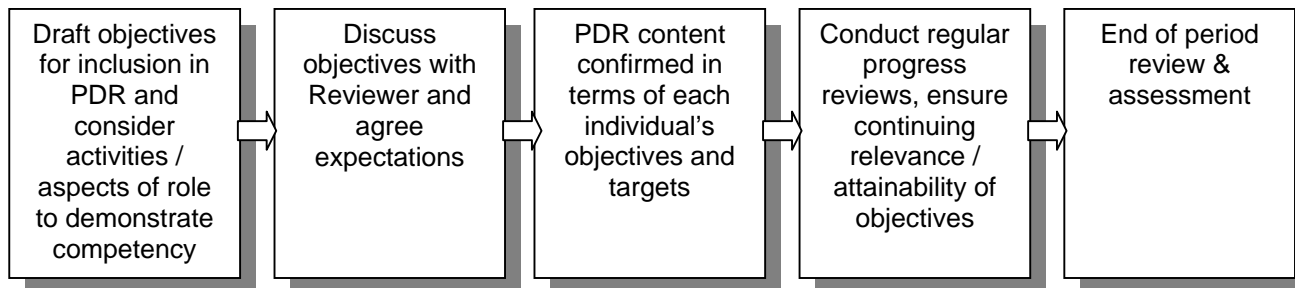 Draft objectives
for inclusion in
PDR and
consider
activities /
aspects of role
to demonstrate
competency
Discuss
objectives with
Reviewer and
agree
expectations
PDR content
confirmed in
terms of each
individual’s
objectives and
targets
Conduct regular
progress
reviews, ensure
continuing
relevance /
attainability of
objectives
End of period
review &
assessment